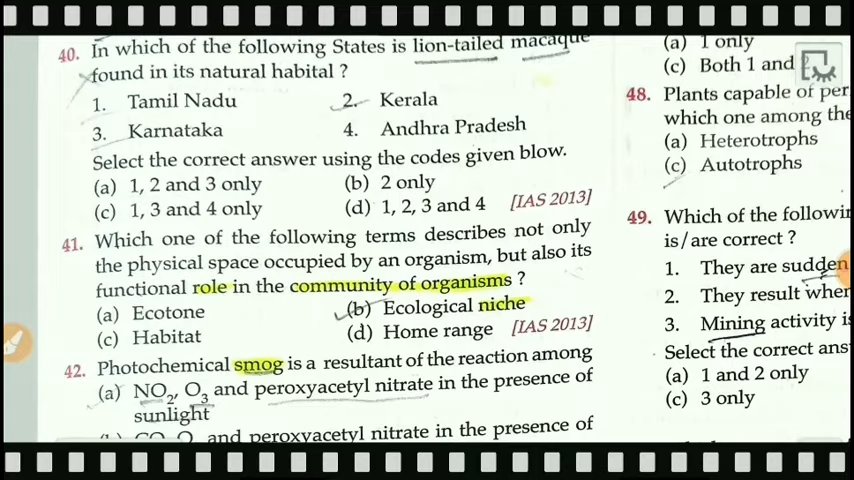 40. In which of the following States is lion-tailed macaque
found in its natural habital ?
1. Tamil Nadu 2. Kerala
3. Karnataka 4. Andhra Pradesh
Select the correct answer using the codes given blow.
(a) 1, 2 and 3 only (b) 2 only
(c) 1, 3 and 4 only (d) 1, 2, 3 and 4 [IAS 2013]
41. Which one of the following terms describes not only
the physical space occupied by an organism, but also its
functional role in the community of organisms ?
(a) Ecotone (b) Ecological niche
(c) Habitat (d) Home range [IAS 2013]
42. Photochemical smog is a resultant of the reaction among
(a) NO2, O3 and peroxyacetyl nitrate in the presence of
sunlight
and peroxyacetyl nitrate in the presence of
(a) 1 only
(c) Both 1 and
48. Plants capable of per
which one among the
(a) Heterotrophs
(c) Autotrophs
49. Which of the followin
is/are correct ?
1. They are sudden
2. They result when
3. Mining activity is
Select the correct ans
(a) 1 and 2 only
(c) 3 only